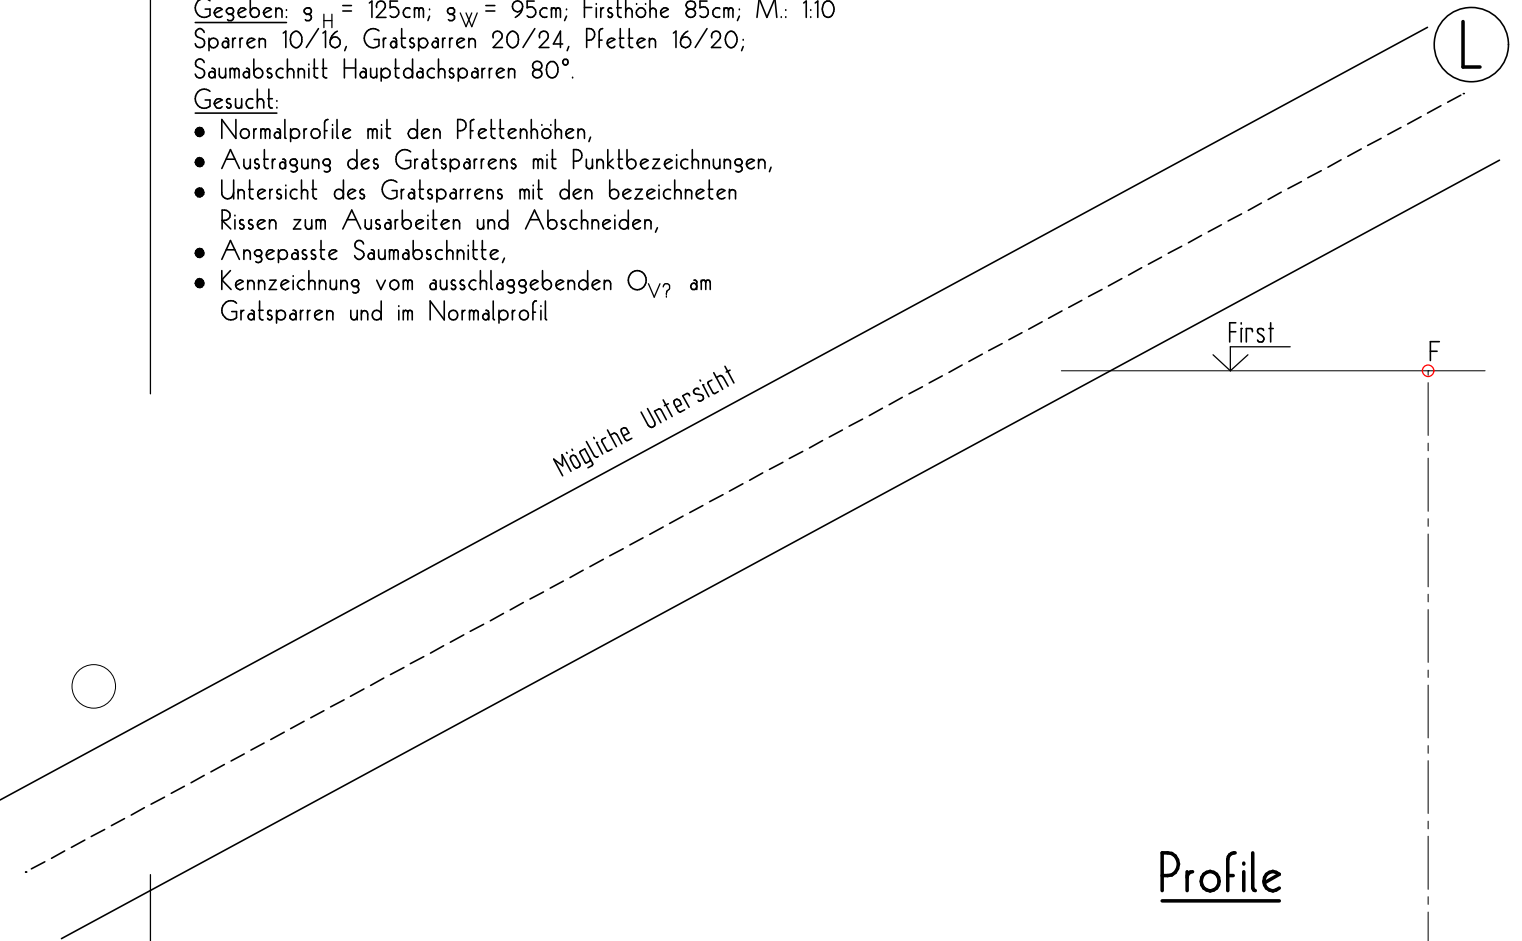 Gegeben: g H = 125cm; g W = 95cm; Firsthöhe 85cm; M.: 1:10
Sparren 10/16, Gratsparren 20/24, Pfetten 16/20;
Saumabschnitt Hauptdachsparren 80°.
Gesucht:
● Normalprofile mit den Pfettenhöhen,
● Austragung des Gratsparrens mit Punktbezeichnungen,
● Untersicht des Gratsparrens mit den bezeichneten
Rissen zum Ausarbeiten und Abschneiden,
● Angepasste Saumabschnitte,
● Kennzeichnung vom ausschlaggebenden OV? am
Gratsparren und im Normalprofil
L
First
F
Mögliche Untersicht
Profile